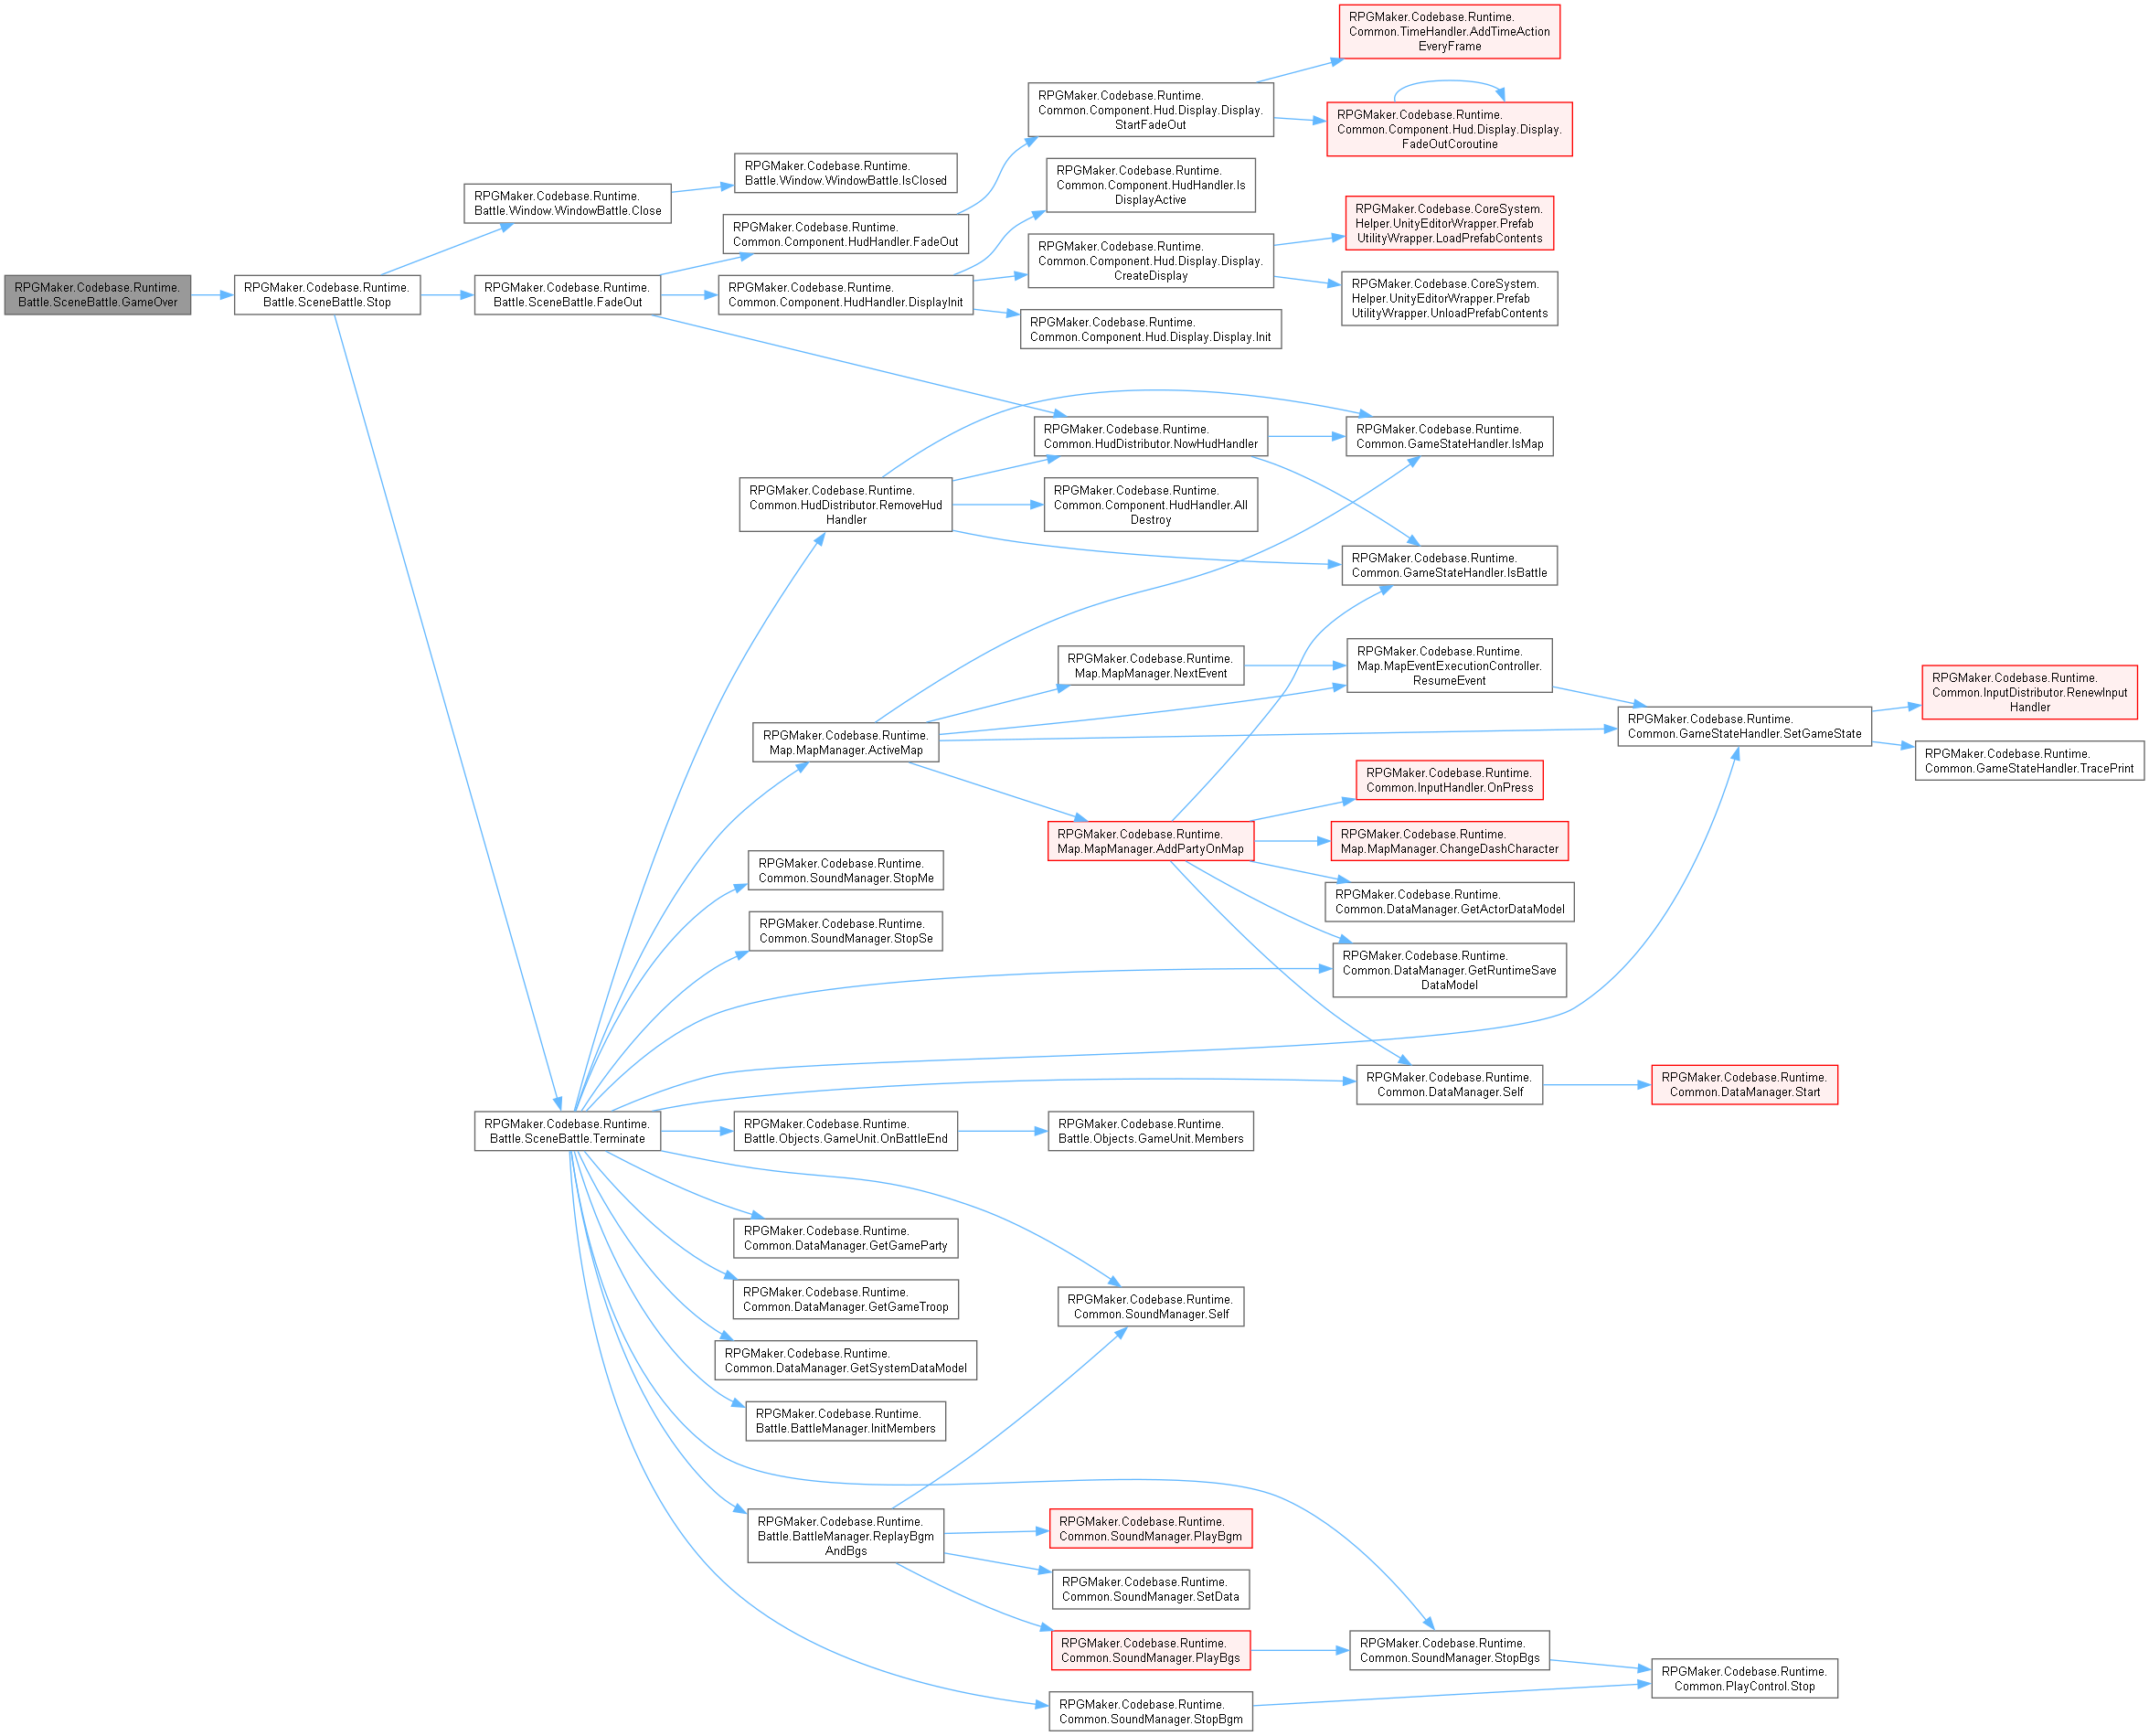 RPGMaker.Codebase.Runtime.
Battle.SceneBattle.GameOver
RPGMaker.Codebase.Runtime.
Battle.SceneBattle.Stop
RPGMaker.Codebase.Runtime.
Battle.Window.WindowBattle.Close
RPGMaker.Codebase.Runtime.
Battle.Window.WindowBattle.IsClosed
RPGMaker.Codebase.Runtime.
Battle.SceneBattle.FadeOut
RPGMaker.Codebase.Runtime.
Common.Component.HudHandler.FadeOut
RPGMaker.Codebase.Runtime.
Common.Component.Hud.Display.Display.
StartFadeOut
RPGMaker.Codebase.Runtime.
Common.TimeHandler.AddTimeAction
EveryFrame
RPGMaker.Codebase.Runtime.
Common.Component.Hud.Display.Display.
FadeOutCoroutine
RPGMaker.Codebase.Runtime.
Common.Component.HudHandler.DisplayInit
RPGMaker.Codebase.Runtime.
Common.Component.HudHandler.Is
DisplayActive
RPGMaker.Codebase.Runtime.
Common.Component.Hud.Display.Display.
CreateDisplay
RPGMaker.Codebase.CoreSystem.
Helper.UnityEditorWrapper.Prefab
UtilityWrapper.LoadPrefabContents
RPGMaker.Codebase.CoreSystem.
Helper.UnityEditorWrapper.Prefab
UtilityWrapper.UnloadPrefabContents
RPGMaker.Codebase.Runtime.
Common.Component.Hud.Display.Display.Init
RPGMaker.Codebase.Runtime.
Common.HudDistributor.NowHudHandler
RPGMaker.Codebase.Runtime.
Common.GameStateHandler.IsMap
RPGMaker.Codebase.Runtime.
Common.HudDistributor.RemoveHud
Handler
RPGMaker.Codebase.Runtime.
Common.Component.HudHandler.All
Destroy
RPGMaker.Codebase.Runtime.
Common.GameStateHandler.IsBattle
RPGMaker.Codebase.Runtime.
Map.MapManager.NextEvent
RPGMaker.Codebase.Runtime.
Map.MapEventExecutionController.
ResumeEvent
RPGMaker.Codebase.Runtime.
Common.InputDistributor.RenewInput
Handler
RPGMaker.Codebase.Runtime.
Map.MapManager.ActiveMap
RPGMaker.Codebase.Runtime.
Common.GameStateHandler.SetGameState
RPGMaker.Codebase.Runtime.
Common.GameStateHandler.TracePrint
RPGMaker.Codebase.Runtime.
Common.InputHandler.OnPress
RPGMaker.Codebase.Runtime.
Map.MapManager.AddPartyOnMap
RPGMaker.Codebase.Runtime.
Map.MapManager.ChangeDashCharacter
RPGMaker.Codebase.Runtime.
Common.SoundManager.StopMe
RPGMaker.Codebase.Runtime.
Common.DataManager.GetActorDataModel
RPGMaker.Codebase.Runtime.
Common.SoundManager.StopSe
RPGMaker.Codebase.Runtime.
Common.DataManager.GetRuntimeSave
DataModel
RPGMaker.Codebase.Runtime.
Common.DataManager.Self
RPGMaker.Codebase.Runtime.
Common.DataManager.Start
RPGMaker.Codebase.Runtime.
Battle.SceneBattle.Terminate
RPGMaker.Codebase.Runtime.
Battle.Objects.GameUnit.OnBattleEnd
RPGMaker.Codebase.Runtime.
Battle.Objects.GameUnit.Members
RPGMaker.Codebase.Runtime.
Common.DataManager.GetGameParty
RPGMaker.Codebase.Runtime.
Common.DataManager.GetGameTroop
RPGMaker.Codebase.Runtime.
Common.SoundManager.Self
RPGMaker.Codebase.Runtime.
Common.DataManager.GetSystemDataModel
RPGMaker.Codebase.Runtime.
Battle.BattleManager.InitMembers
RPGMaker.Codebase.Runtime.
Battle.BattleManager.ReplayBgm
AndBgs
RPGMaker.Codebase.Runtime.
Common.SoundManager.PlayBgm
RPGMaker.Codebase.Runtime.
Common.SoundManager.SetData
RPGMaker.Codebase.Runtime.
Common.SoundManager.PlayBgs
RPGMaker.Codebase.Runtime.
Common.SoundManager.StopBgs
RPGMaker.Codebase.Runtime.
Common.PlayControl.Stop
RPGMaker.Codebase.Runtime.
Common.SoundManager.StopBgm